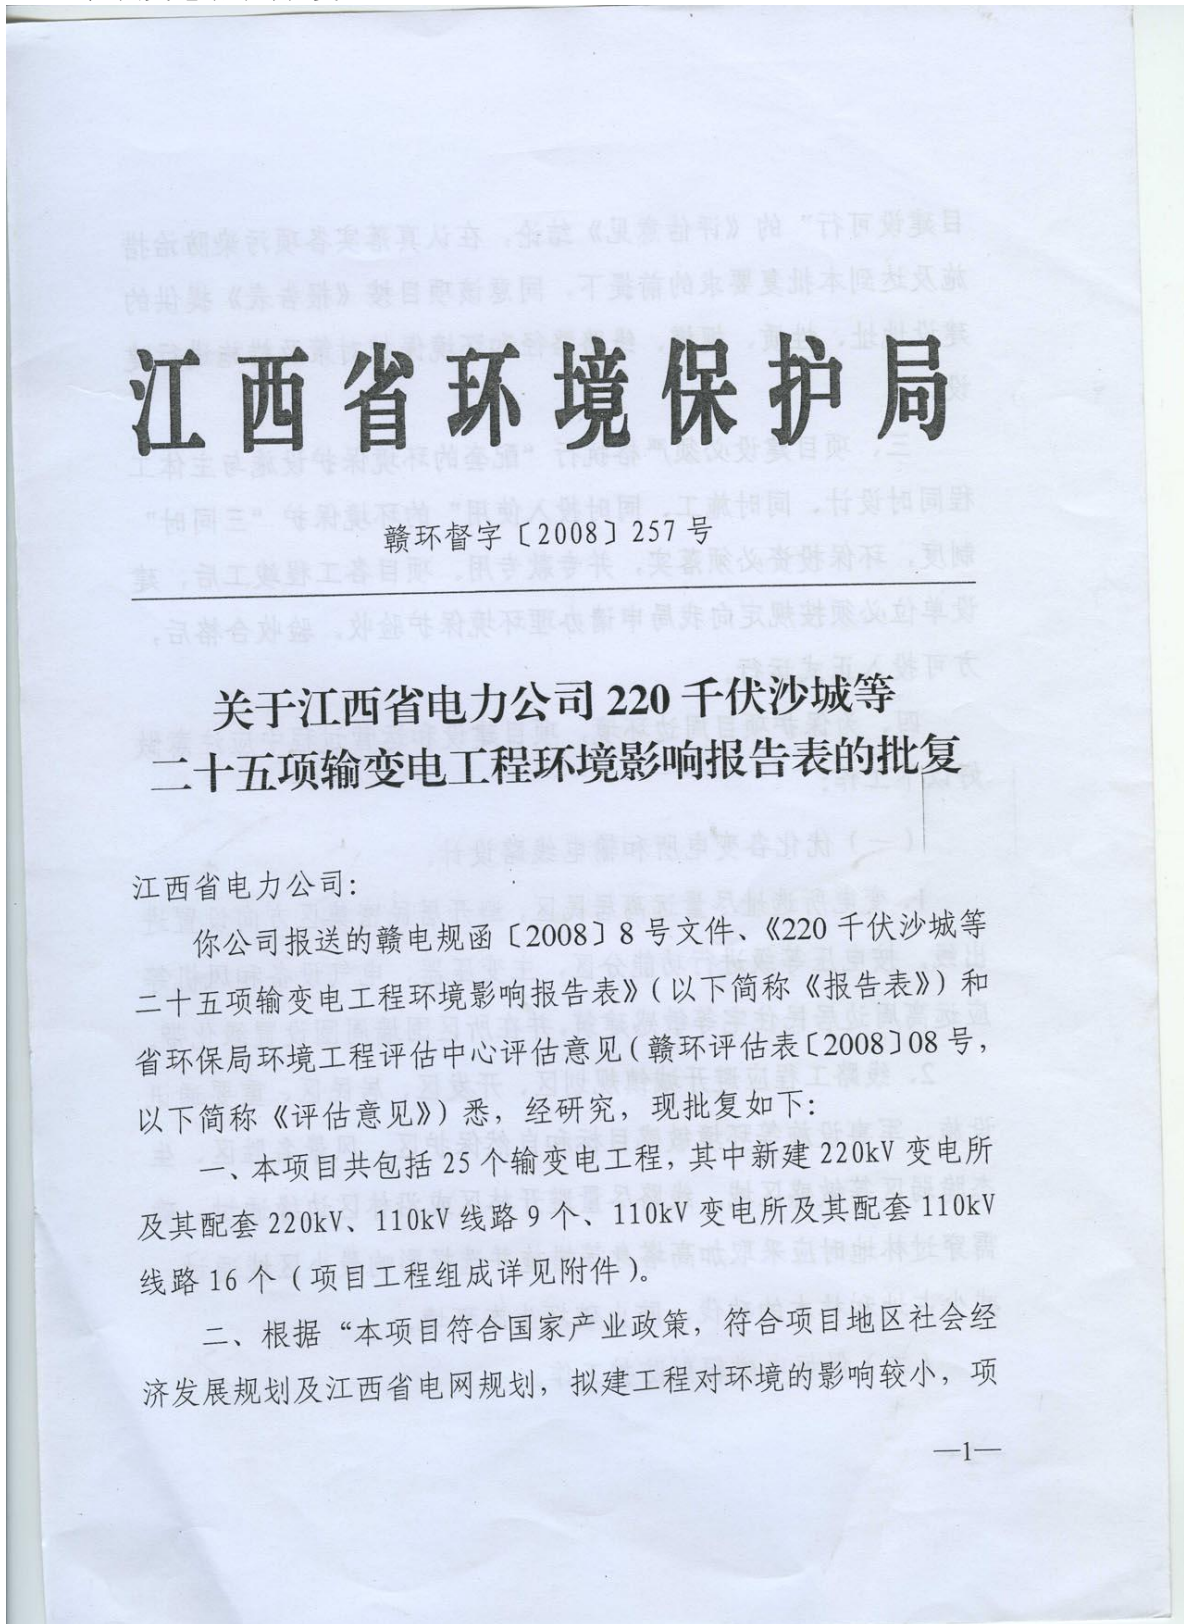 江西省环境保护局
赣环督字〔2008〕257号
关于江西省电力公司220千伏沙城等
二十五项输变电工程环境影响报告表的批复
江西省电力公司：
你公司报送的赣电规函〔2008〕8号文件、《220千伏沙城等
二十五项输变电工程环境影响报告表》（以下简称《报告表》）和
省环保局环境工程评估中心评估意见（赣环评估表〔2008〕08号，
以下简称《评估意见》）悉，经研究，现批复如下：
一、本项目共包括25个输变电工程，其中新建220kV变电所
及其配套220kV、110kV线路9个、110kV变电所及其配套110kV
线路16个（项目工程组成详见附件）。
二、根据“本项目符合国家产业政策，符合项目地区社会经
济发展规划及江西省电网规划，拟建工程对环境的影响较小，项
—1—